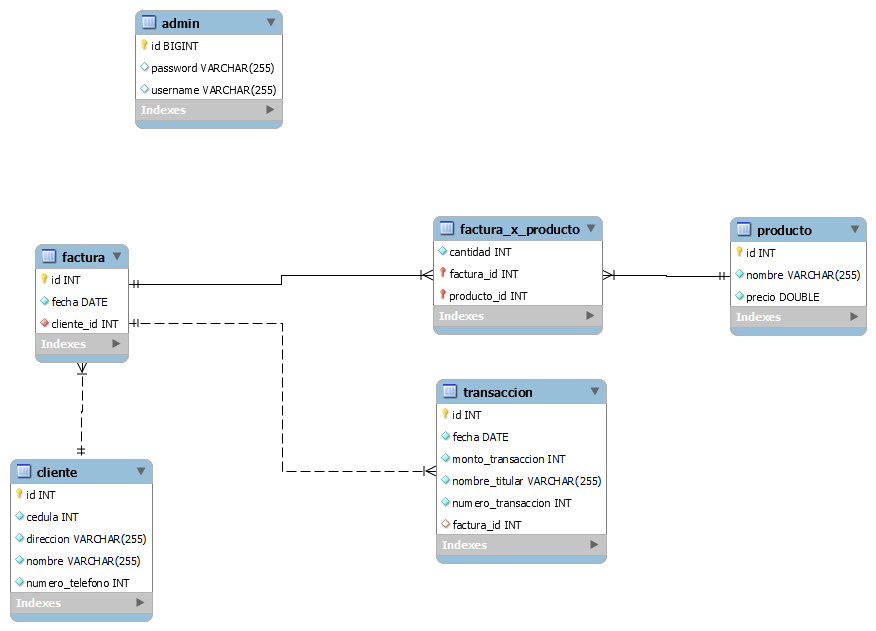 admin
id BIGINT
password VARCHAR(255)
username VARCHAR(255)
Indexes
factura_x_producto
cantidad INT
factura_id INT
producto_id INT
Indexes
producto
id INT
nombre VARCHAR(255)
precio DOUBLE
Indexes
factura
id INT
fecha DATE
cliente_id INT
Indexes
transaccion
id INT
fecha DATE
monto_transaccion INT
nombre_titular VARCHAR(255)
numero_transaccion INT
factura_id INT
Indexes
cliente
id INT
cedula INT
direccion VARCHAR(255)
nombre VARCHAR(255)
numero_telefono INT
Indexes